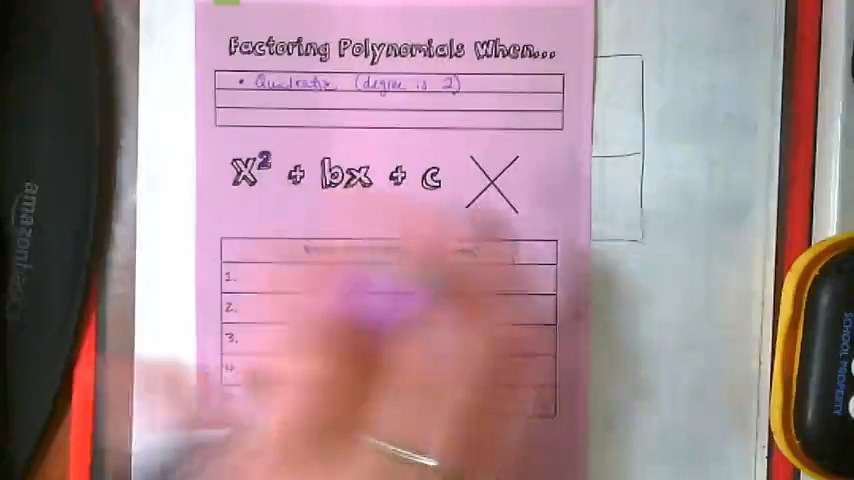 Factoring Polynomials When...
• Quadratic (degree is 2)
x² + bx + c
1.
2.
3.
4.
amazonbasics
SCHOOL PROPERTY